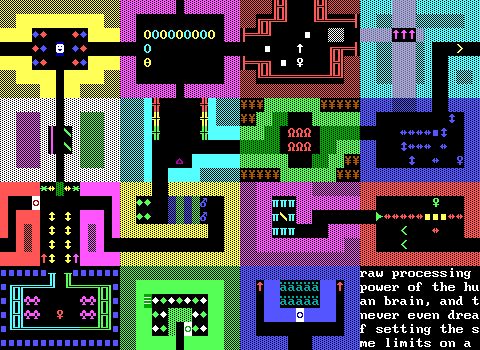 raw processing
power of the hu
an brain, and t
never even drea
f setting the s
me limits on a